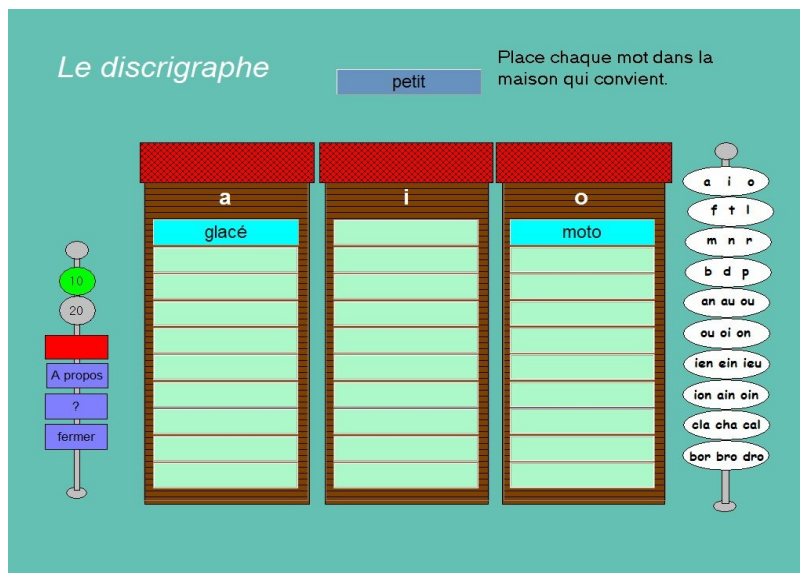 Le discrigraphe
petit
Place chaque mot dans la
maison qui convient.
a
i
o
glacé
moto
10
20
A propos
?
fermer
a i o
f t l
m n r
b d p
an au ou
ou oi on
ien ein ieu
ion ain oin
cla cha cal
bor bro dro